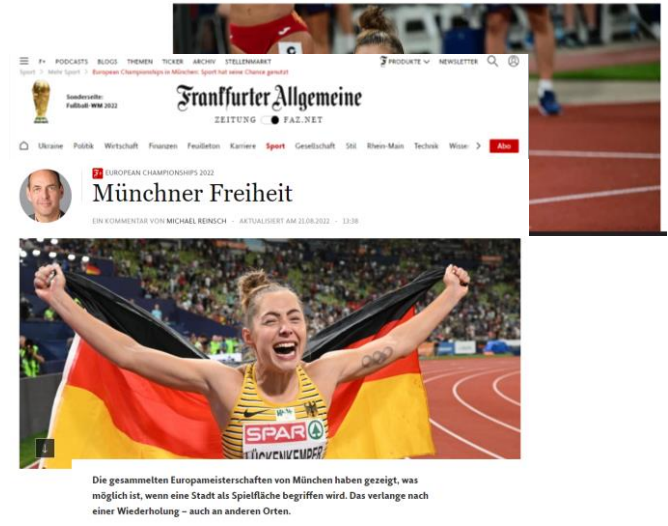 F+ PODCASTS BLOGS THEMEN TICKER ARCHIV STELLENMARKT PRODUKTE NEWSLETTER
Sport > Mehr Sport > European Championships in München: Sport hat seine Chance genutzt
Sonderseite:
Fußball-WM 2022
Frankfurter Allgemeine
ZEITUNG FAZ.NET
Ukraine Politik Wirtschaft Finanzen Feuilleton Karriere Sport Gesellschaft Stil Rhein-Main Technik Wisse Abo
F+ EUROPEAN CHAMPIONSHIPS 2022
Münchner Freiheit
EIN KOMMENTAR VON MICHAEL REINSCH - AKTUALISIERT AM 21.08.2022 - 13:38
SPAR
LÜCKENKEMPER
Die gesammelten Europameisterschaften von München haben gezeigt, was
möglich ist, wenn eine Stadt als Spielfläche begriffen wird. Das verlange nach
einer Wiederholung – auch an anderen Orten.